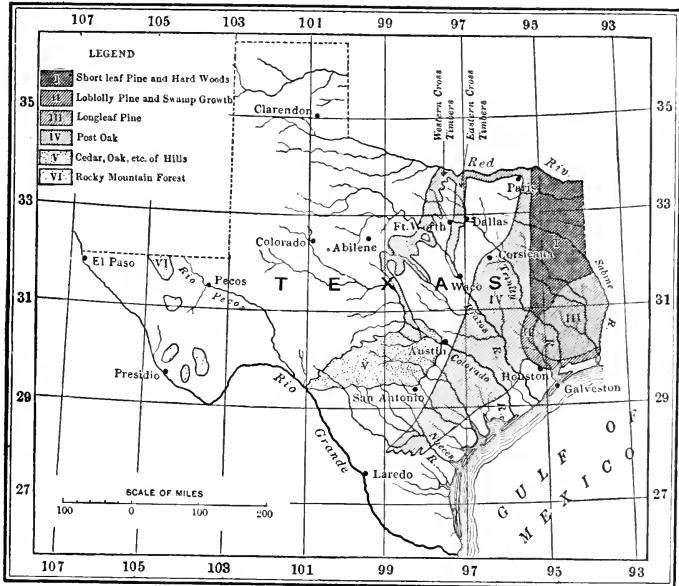 107 105 103 101 99 97 95 93
LEGEND
I Short leaf Pine and Hard Woods
II Loblolly Pine and Swamp Growth
III Longleaf Pine
IV Post Oak
V Cedar, Oak, etc. of Hills
VI Rocky Mountain Forest
35
33
31
29
27
35
33
31
29
27
Clarendon
Western Cross
Timbers
Eastern Cross
Timbers
Red Riv.
Paris
Ft. Worth
Dallas
Colorado
Abilene
Corsicana
I
El Paso
VI
Rio Pecos
Pecos
TEXAS
Waco
Trinity R.
IV
Sabine R.
III
II
Brazos R.
Austin
Colorado R.
Houston
V
Presidio
Rio Grande
San Antonio
Galveston
Nueces R.
Laredo
GULF OF
MEXICO
SCALE OF MILES
100 50 0 100 200
107 105 103 101 99 97 95 93